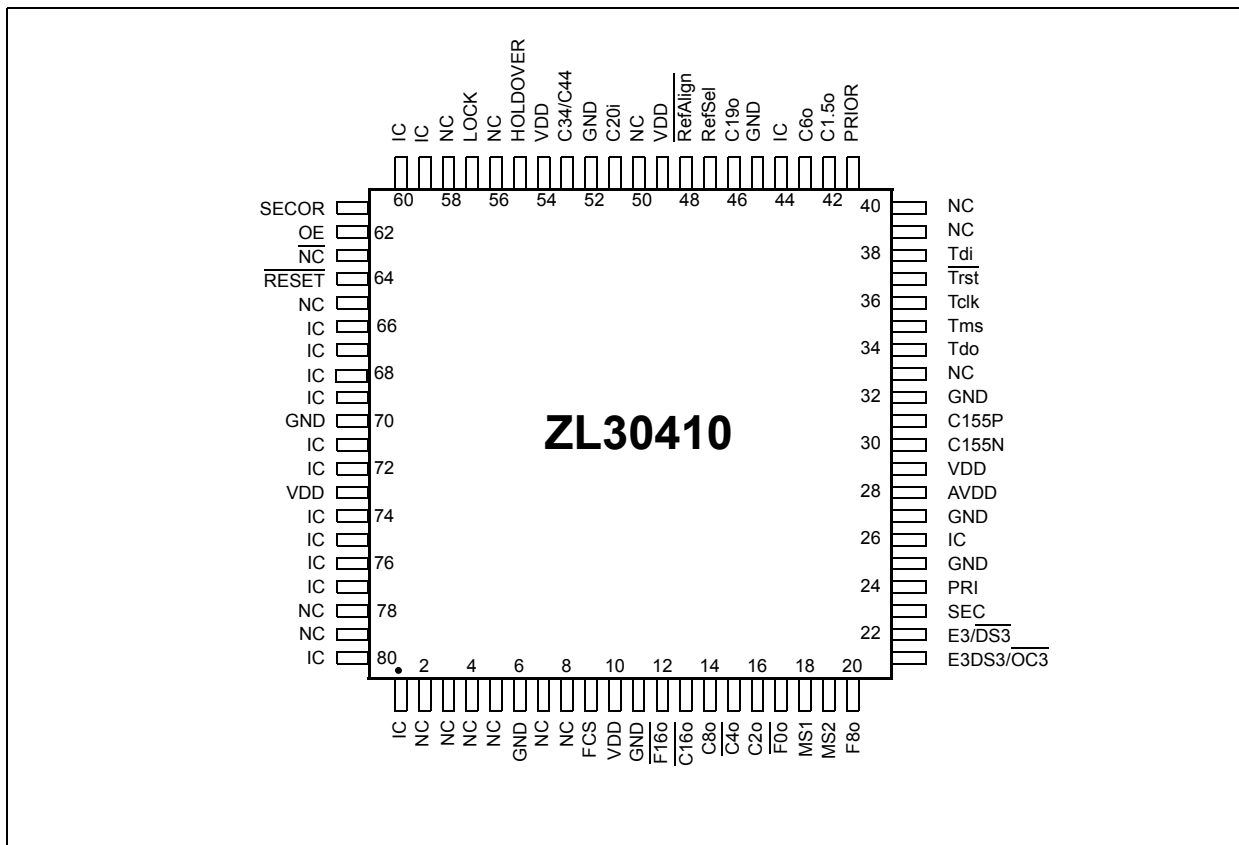 IC
IC
NC
LOCK
NC
HOLDOVER
VDD
C34/C44
GND
C20i
NC
VDD
RefAlign
RefSel
C19o
GND
IC
C6o
C1.5o
PRIOR
60 58 56 54 52 50 48 46 44 42
SECOR 40 NC
OE 62 NC
NC 38 Tdi
RESET 64 Trst
NC 36 Tclk
IC 66 Tms
IC 34 Tdo
IC 68 NC
IC 32 GND
GND 70 C155P
IC 30 C155N
IC 72 VDD
VDD 28 AVDD
IC 74 GND
IC 26 IC
IC 76 GND
IC 24 PRI
NC 78 SEC
NC 22 E3/DS3
IC 80 E3DS3/OC3
ZL30410
2 4 6 8 10 12 14 16 18 20
IC
NC
NC
NC
NC
GND
NC
NC
FCS
VDD
GND
F16o
C16o
C8o
C4o
C2o
F0o
MS1
MS2
F8o